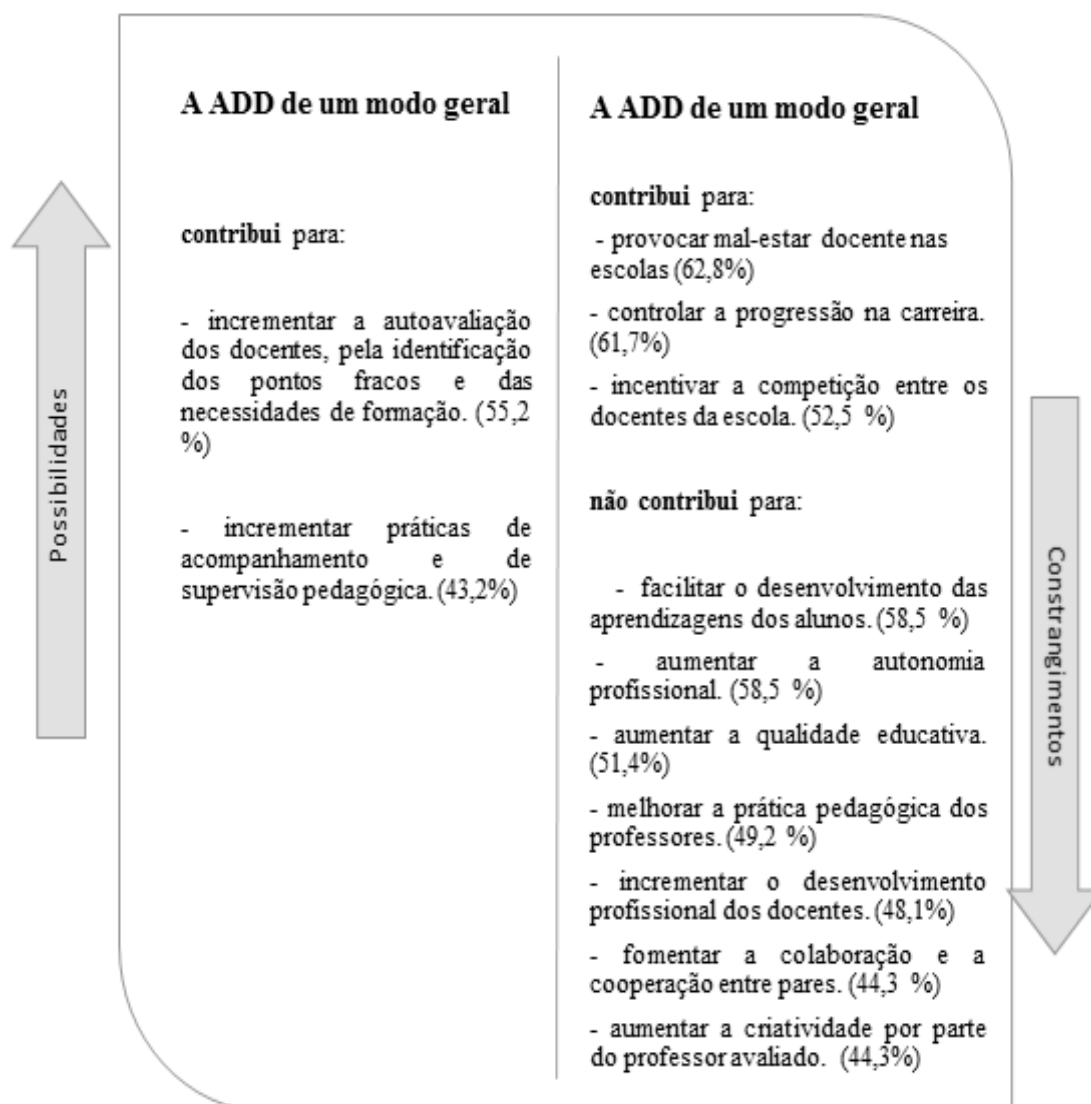 Possibilidades
A ADD de um modo geral
contribui para:
- incrementar a autoavaliação
dos docentes, pela identificação
dos pontos fracos e das
necessidades de formação. (55,2
%)
- incrementar práticas de
acompanhamento e de
supervisão pedagógica. (43,2%)
A ADD de um modo geral
contribui para:
- provocar mal-estar docente nas
escolas (62,8%)
- controlar a progressão na carreira.
(61,7%)
- incentivar a competição entre os
docentes da escola. (52,5 %)
não contribui para:
- facilitar o desenvolvimento das
aprendizagens dos alunos. (58,5 %)
- aumentar a autonomia
profissional. (58,5 %)
- aumentar a qualidade educativa.
(51,4%)
- melhorar a prática pedagógica dos
professores. (49,2 %)
- incrementar o desenvolvimento
profissional dos docentes. (48,1%)
- fomentar a colaboração e a
cooperação entre pares. (44,3 %)
- aumentar a criatividade por parte
do professor avaliado. (44,3%)
Constrangimentos